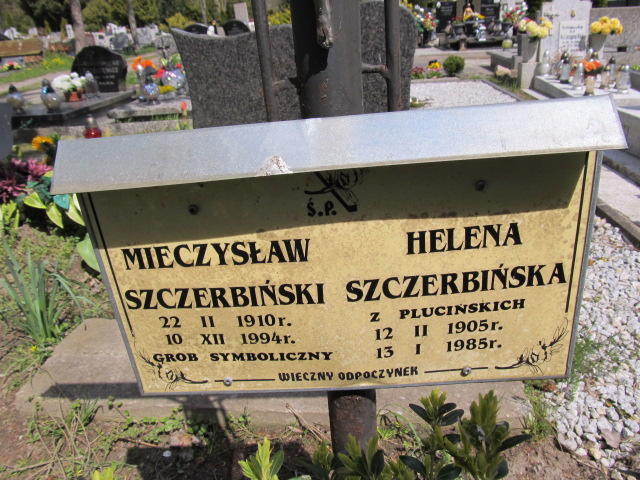 Ś.P.
MIECZYSŁAW
SZCZERBIŃSKI
22 II 1910r.
10 XII 1994r.
GROB SYMBOLICZNY
HELENA
SZCZERBIŃSKA
Z PLUCIŃSKICH
12 II 1905r.
13 I 1985r.
WIECZNY ODPOCZYNEK